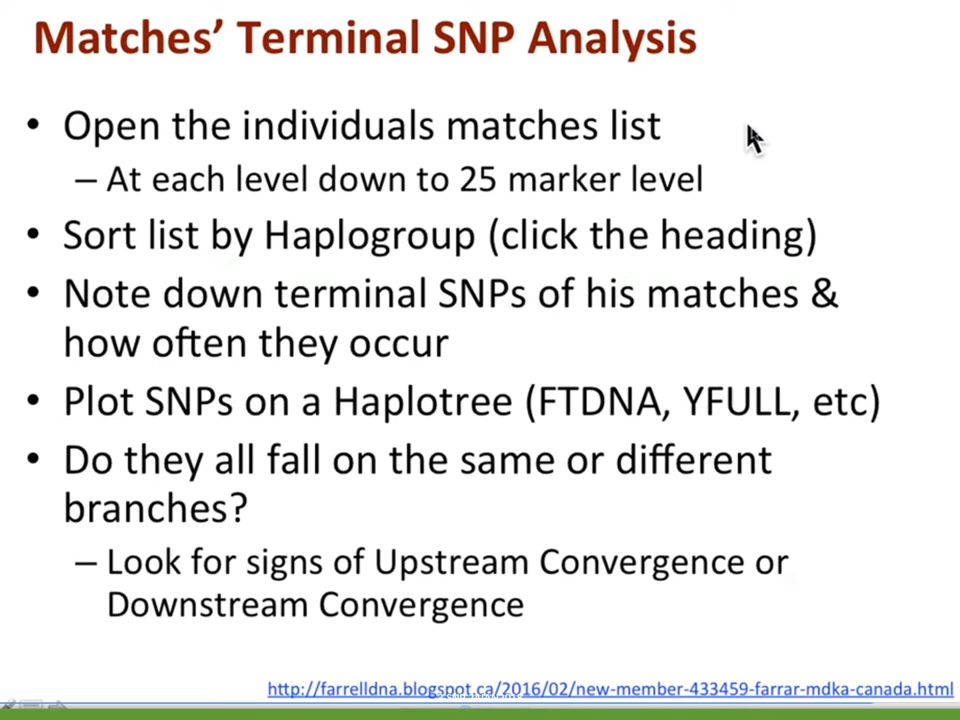 Matches’ Terminal SNP Analysis
• Open the individuals matches list
– At each level down to 25 marker level
• Sort list by Haplogroup (click the heading)
• Note down terminal SNPs of his matches &
how often they occur
• Plot SNPs on a Haplotree (FTDNA, YFULL, etc)
• Do they all fall on the same or different
branches?
– Look for signs of Upstream Convergence or
Downstream Convergence
http://farrelldna.blogspot.ca/2016/02/new-member-433459-farrar-mdka-canada.html